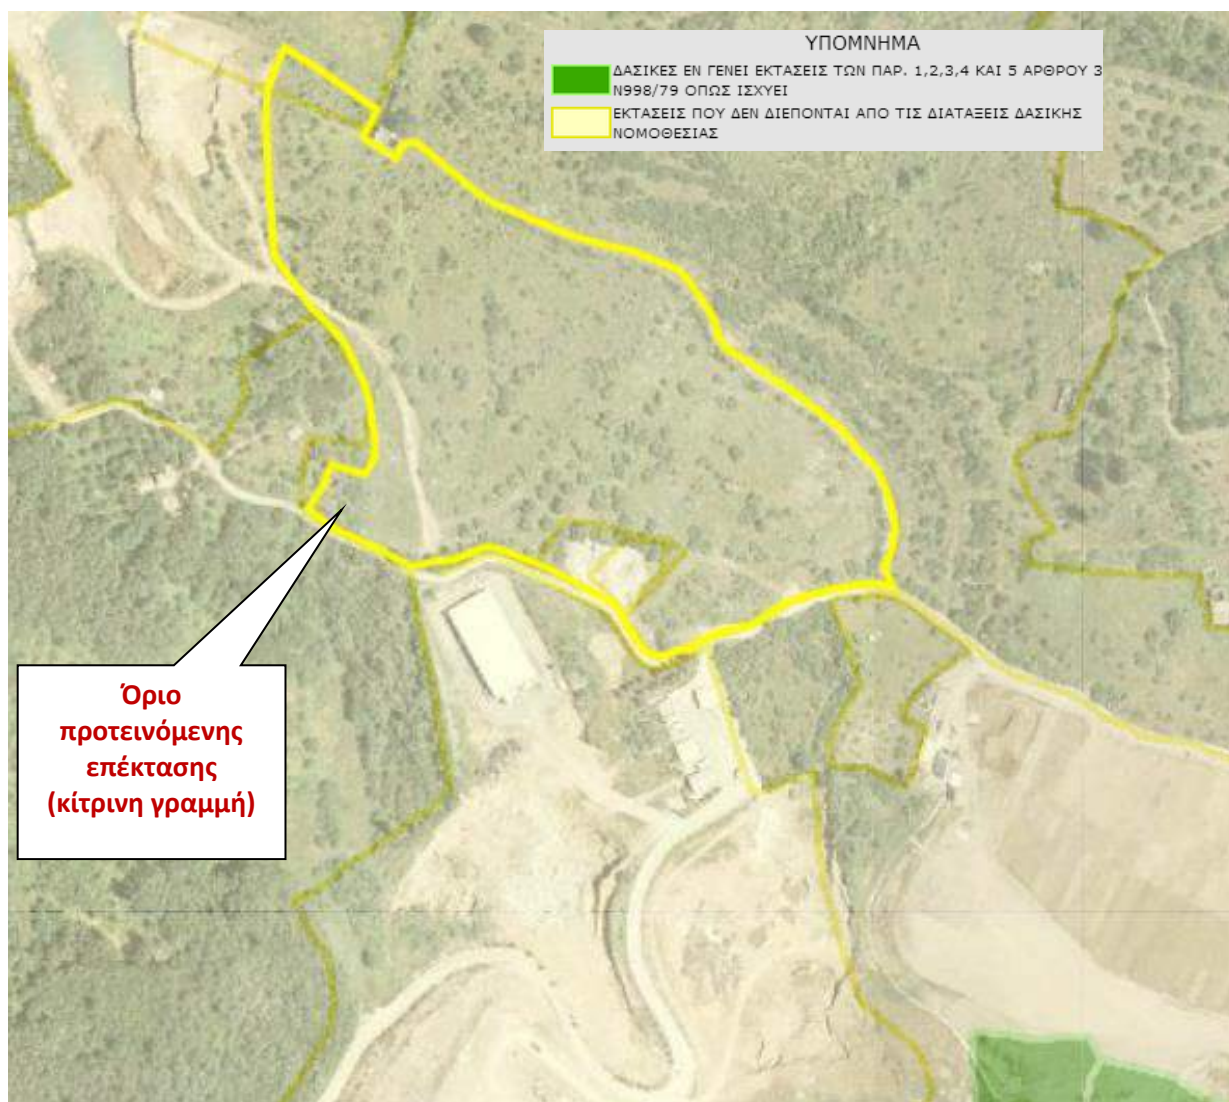 ΥΠΟΜΝΗΜΑ
ΔΑΣΙΚΕΣ ΕΝ ΓΕΝΕΙ ΕΚΤΑΣΕΙΣ ΤΩΝ ΠΑΡ. 1,2,3,4 ΚΑΙ 5 ΑΡΘΡΟΥ 3
Ν998/79 ΟΠΩΣ ΙΣΧΥΕΙ
ΕΚΤΑΣΕΙΣ ΠΟΥ ΔΕΝ ΔΙΕΠΟΝΤΑΙ ΑΠΟ ΤΙΣ ΔΙΑΤΑΞΕΙΣ ΔΑΣΙΚΗΣ
ΝΟΜΟΘΕΣΙΑΣ
Όριο
προτεινόμενης
επέκτασης
(κίτρινη γραμμή)